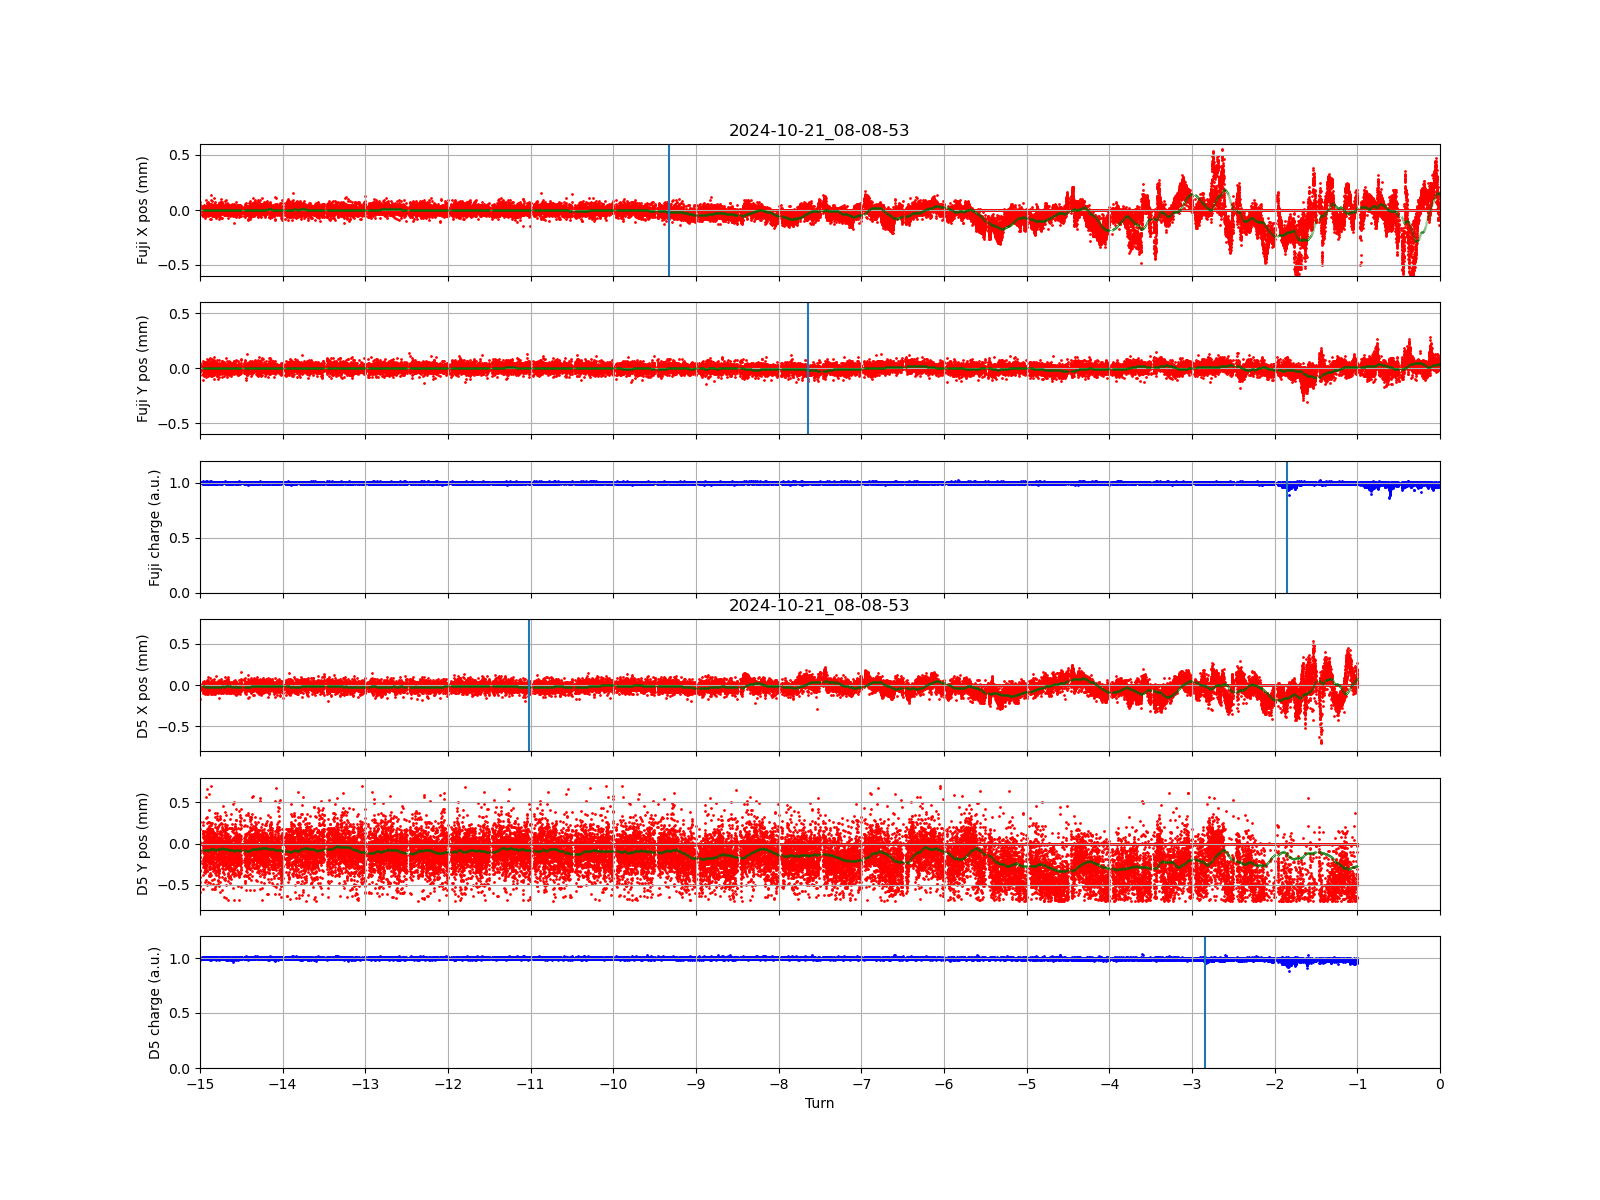 2024-10-21_08-08-53
Fuji X pos (mm)
0.5
0.0
−0.5
Fuji Y pos (mm)
0.5
0.0
−0.5
Fuji charge (a.u.)
1.0
0.5
0.0
2024-10-21_08-08-53
D5 X pos (mm)
0.5
0.0
−0.5
D5 Y pos (mm)
0.5
0.0
−0.5
D5 charge (a.u.)
1.0
0.5
0.0
−15 −14 −13 −12 −11 −10 −9 −8 −7 −6 −5 −4 −3 −2 −1 0
Turn